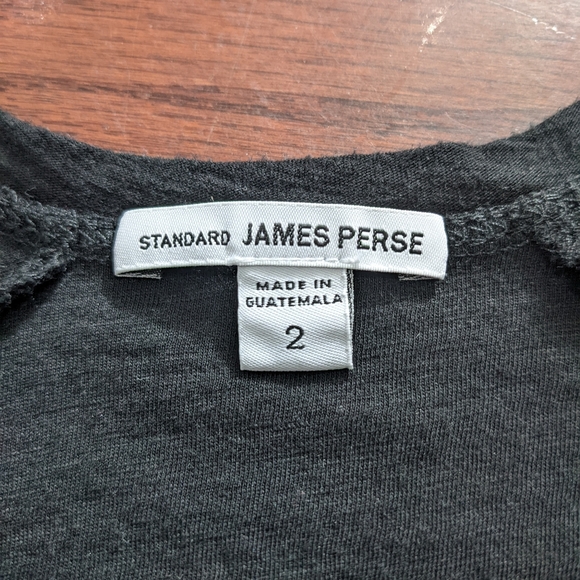 STANDARD JAMES PERSE
MADE IN
GUATEMALA
2